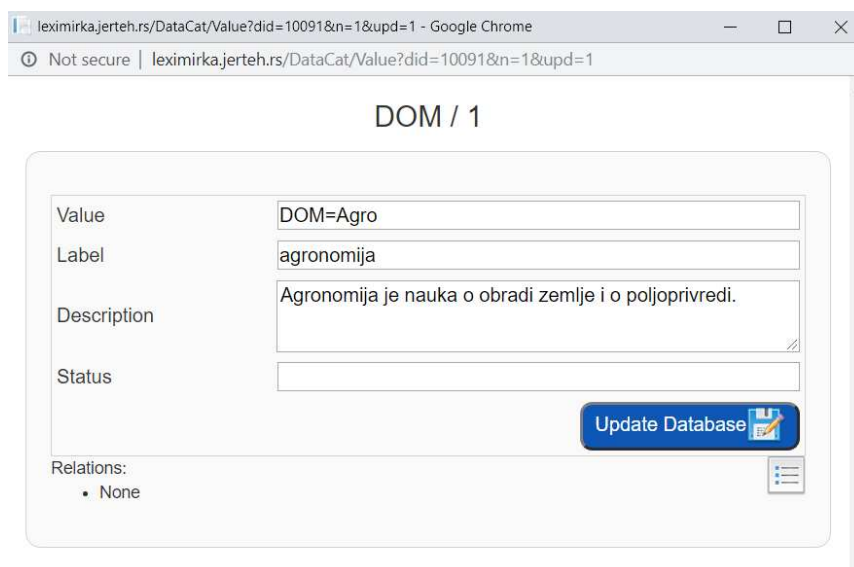 leximirka.jerteh.rs/DataCat/Value?did=10091&n=1&upd=1 - Google Chrome
Not secure | leximirka.jerteh.rs/DataCat/Value?did=10091&n=1&upd=1
DOM / 1
Value DOM=Agro
Label agronomija
Description Agronomija je nauka o obradi zemlje i o poljoprivredi.
Status
Update Database
Relations:
• None